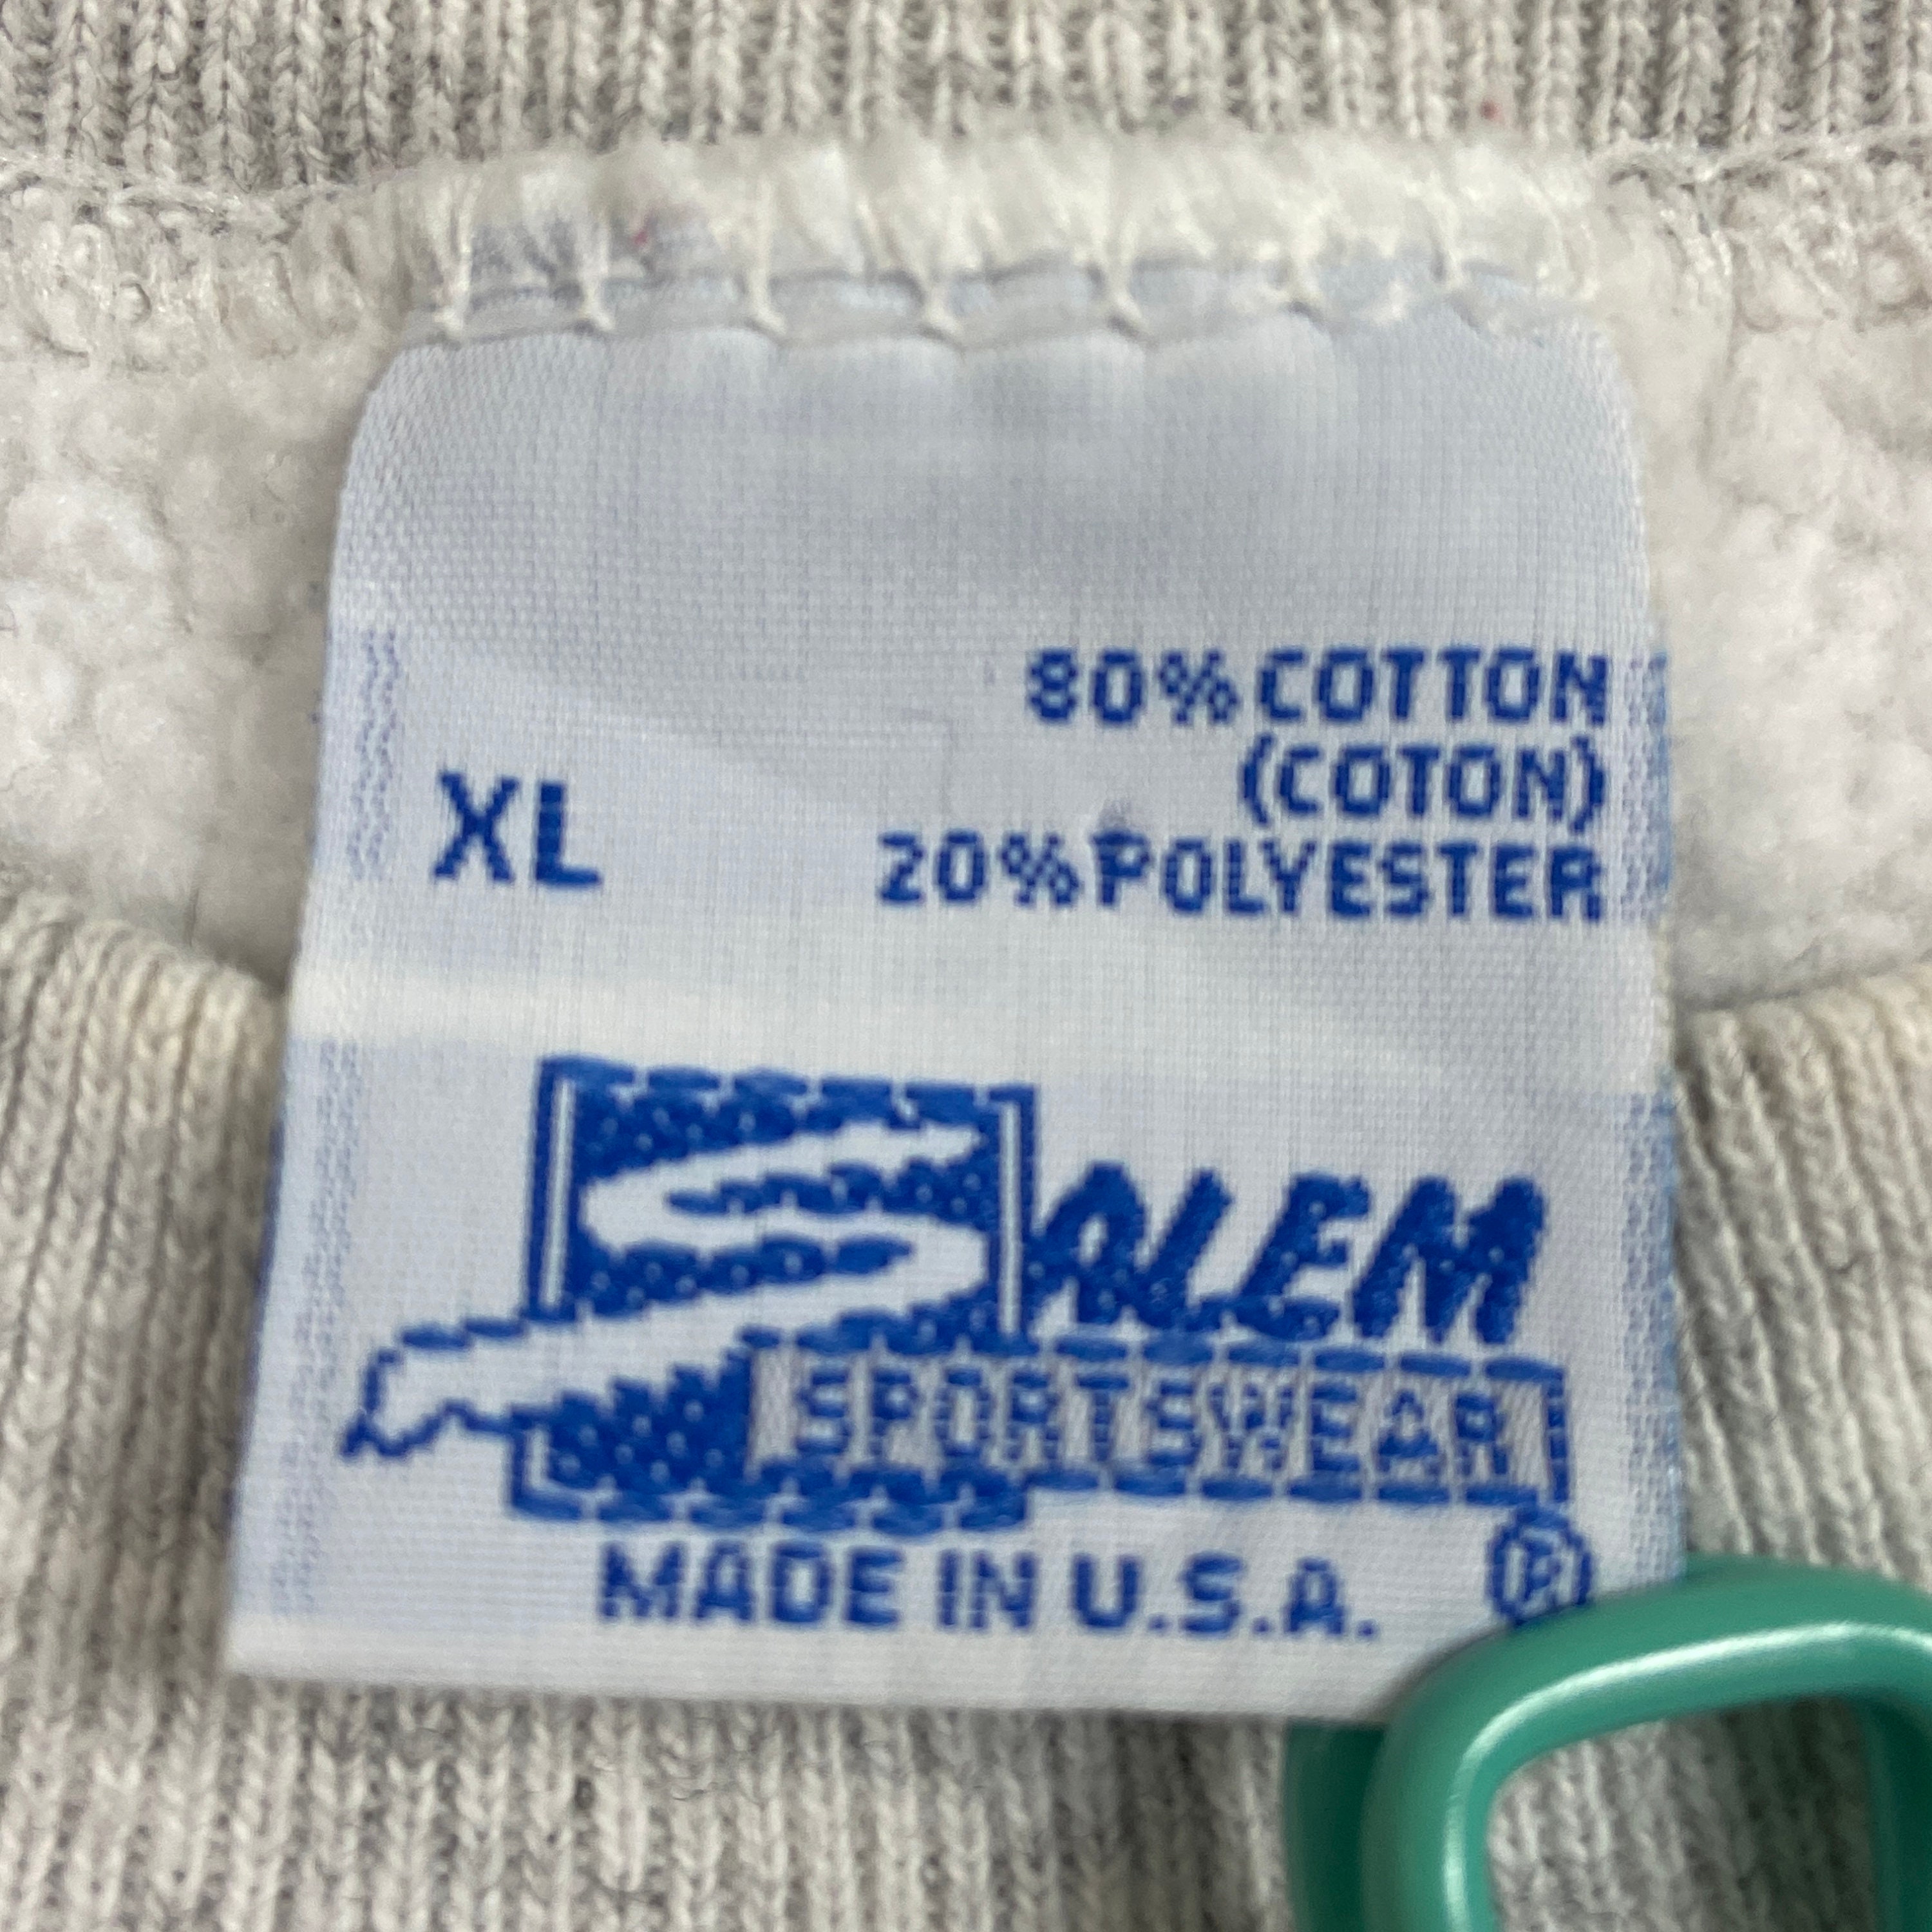 80% COTTON
(COTON)
XL
20% POLYESTER
SALEM
SPORTSWEAR
®
MADE IN U.S.A.